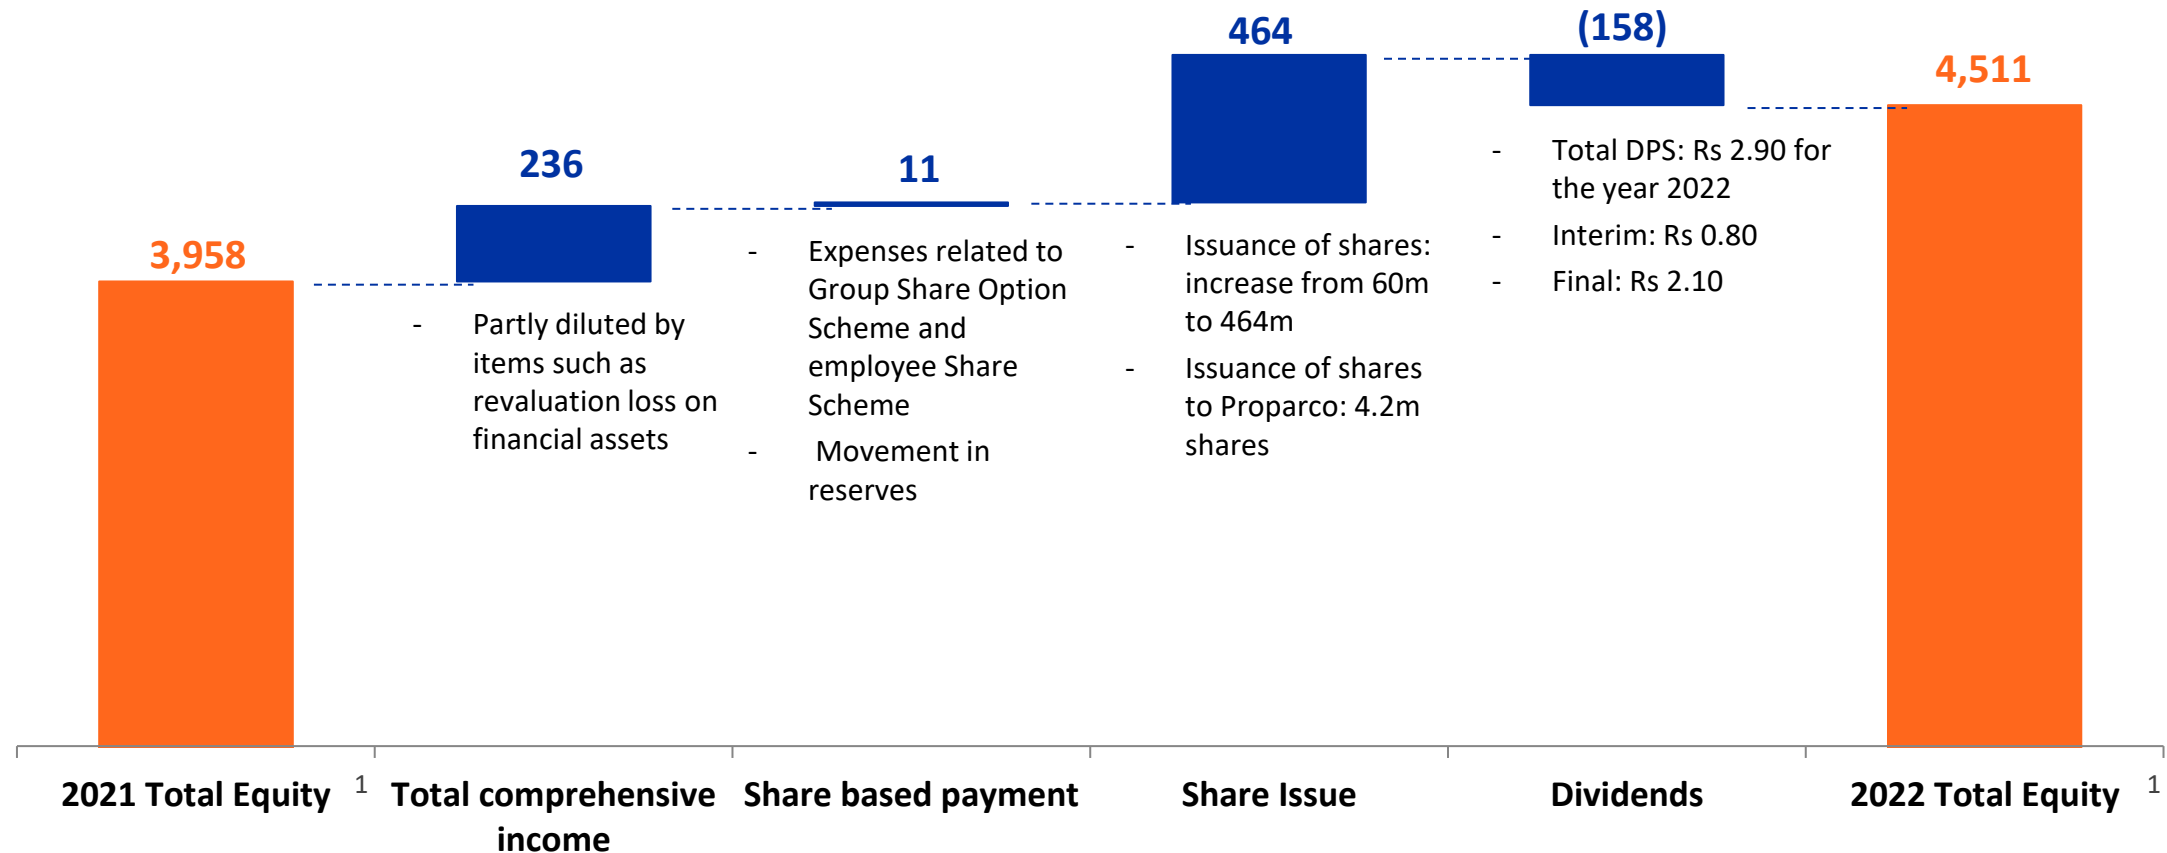 3,958
236
- Partly diluted by
items such as
revaluation loss on
financial assets
11
- Expenses related to
Group Share Option
Scheme and
employee Share
Scheme
- Movement in
reserves
464
- Issuance of shares:
increase from 60m
to 464m
- Issuance of shares
to Proparco: 4.2m
shares
(158)
- Total DPS: Rs 2.90 for
the year 2022
- Interim: Rs 0.80
- Final: Rs 2.10
4,511
2021 Total Equity 1
Total comprehensive
income
Share based payment
Share Issue
Dividends
2022 Total Equity 1